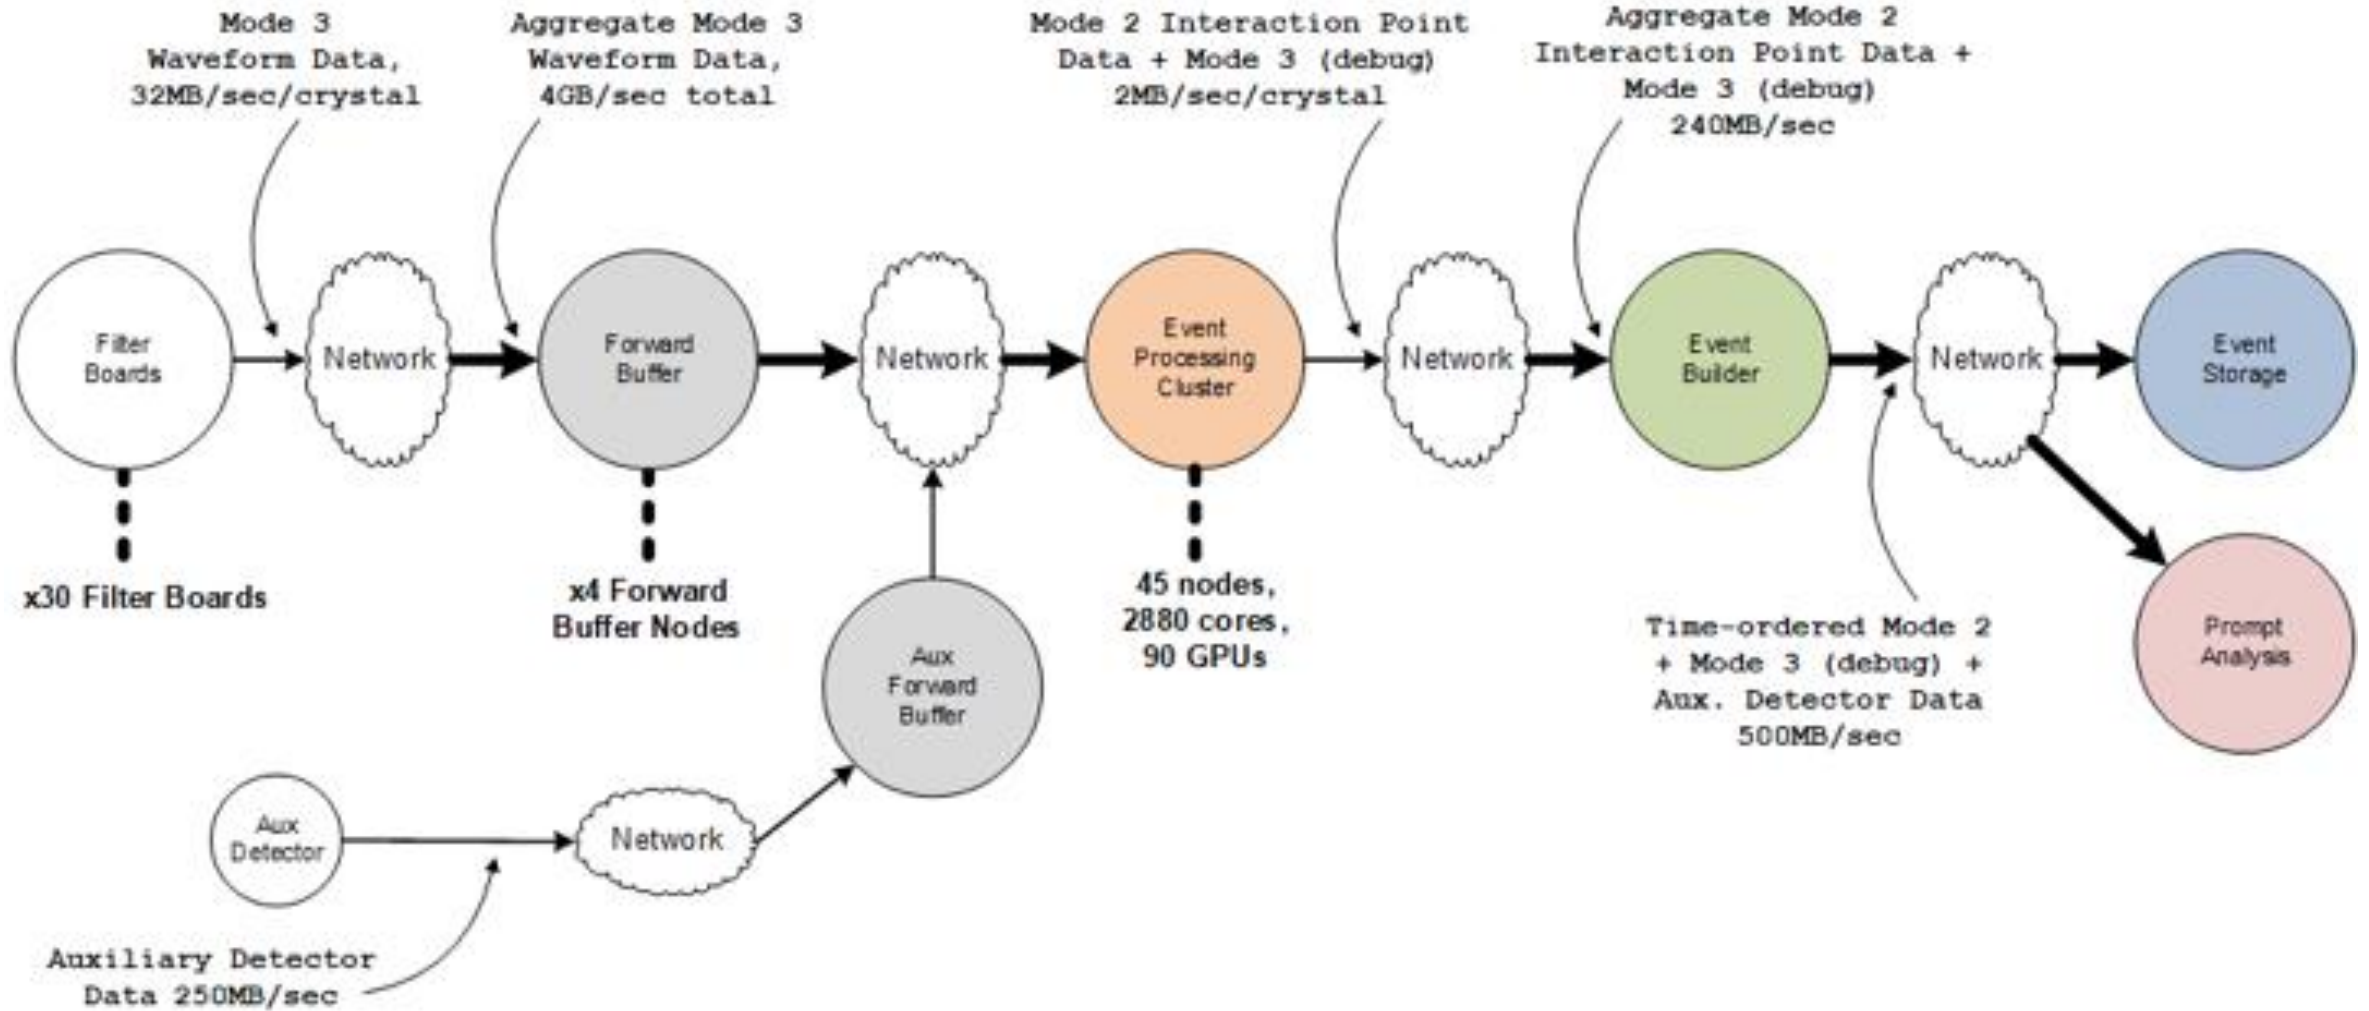 Mode 3
Waveform Data,
32MB/sec/crystal
Aggregate Mode 3
Waveform Data,
4GB/sec total
Mode 2 Interaction Point
Data + Mode 3 (debug)
2MB/sec/crystal
Aggregate Mode 2
Interaction Point Data +
Mode 3 (debug)
240MB/sec
Filter
Boards
Network
Forward
Buffer
Network
Event
Processing
Cluster
Network
Event
Builder
Network
Event
Storage
x30 Filter Boards
x4 Forward
Buffer Nodes
45 nodes,
2880 cores,
90 GPUs
Aux
Forward
Buffer
Time-ordered Mode 2
+ Mode 3 (debug) +
Aux. Detector Data
500MB/sec
Prompt
Analysis
Aux
Detector
Network
Auxiliary Detector
Data 250MB/sec